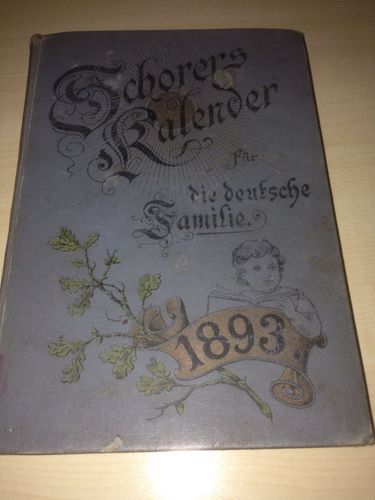 Schorers
Kalender
für
die deutsche
Familie.
1893.